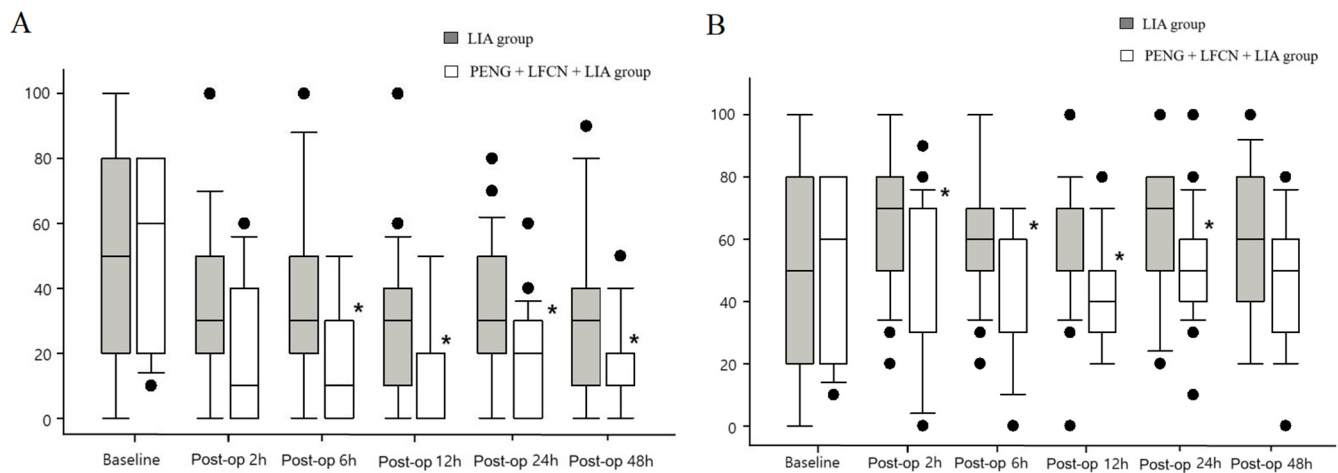 A
LIA group
PENG + LFCN + LIA group
100
80
60
40
20
0
*
*
*
*
Baseline
Post-op 2h
Post-op 6h
Post-op 12h
Post-op 24h
Post-op 48h
B
LIA group
PENG + LFCN + LIA group
100
80
60
40
20
0
*
*
*
*
Baseline
Post-op 2h
Post-op 6h
Post-op 12h
Post-op 24h
Post-op 48h